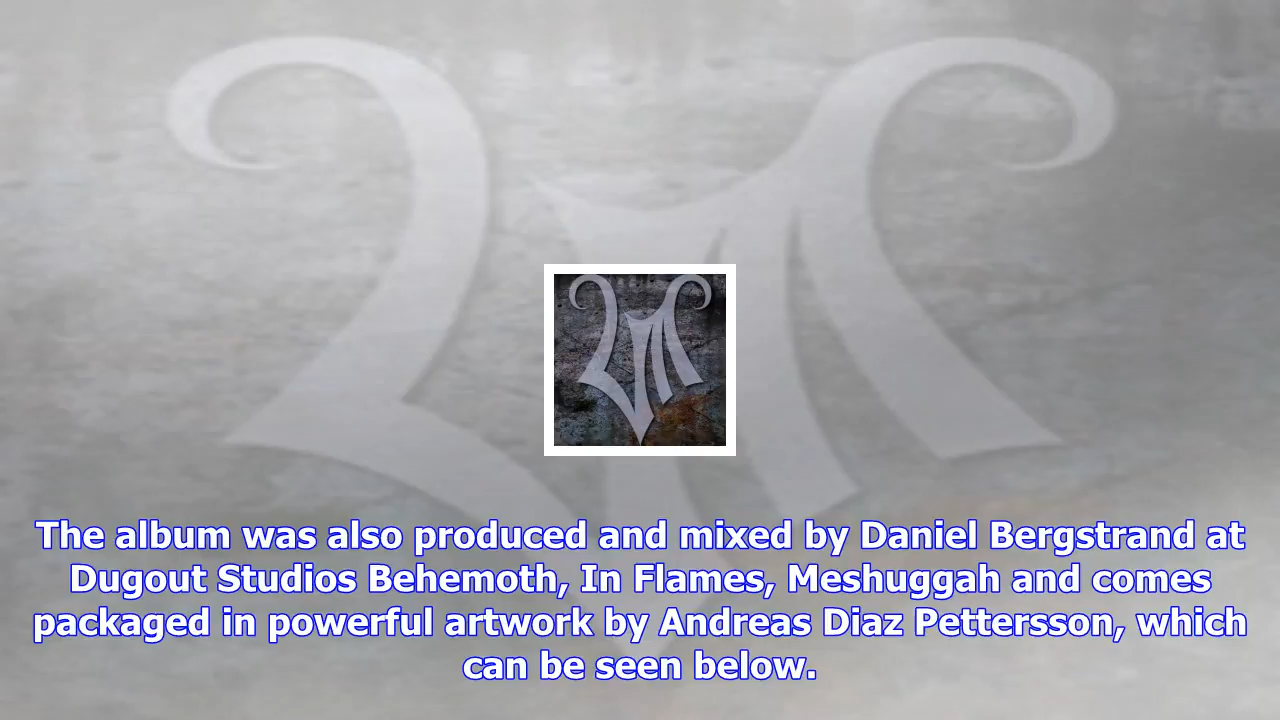 The album was also produced and mixed by Daniel Bergstrand at
Dugout Studios Behemoth, In Flames, Meshuggah and comes
packaged in powerful artwork by Andreas Diaz Pettersson, which
can be seen below.